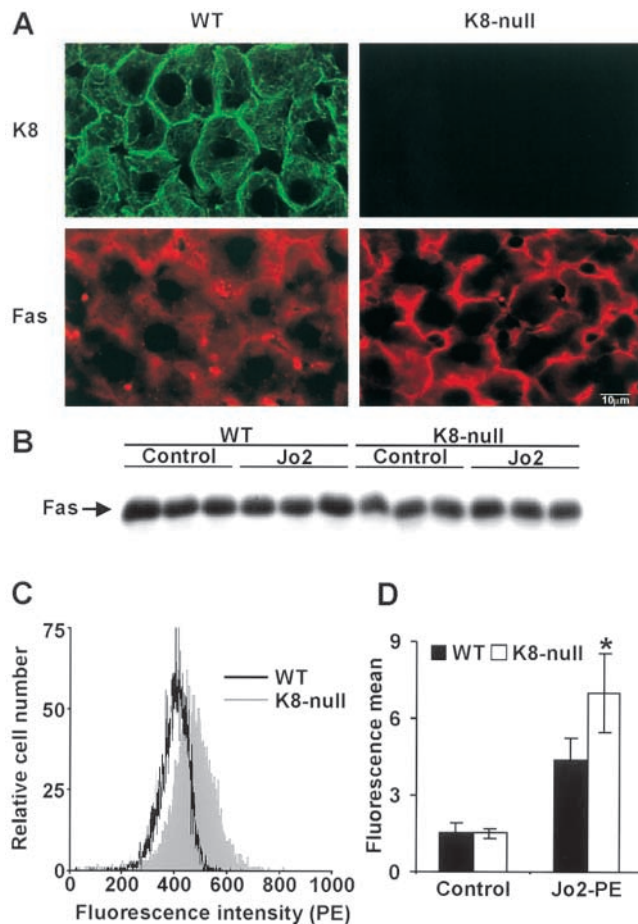 A
WT
K8-null
K8
Fas
10µm
B
WT
K8-null
Control
Jo2
Control
Jo2
Fas
C
Relative cell number
75
50
25
0
0
200
400
600
800
1000
Fluorescence intensity (PE)
WT
K8-null
D
Fluorescence mean
9
6
3
0
WT
K8-null
*
Control
Jo2-PE